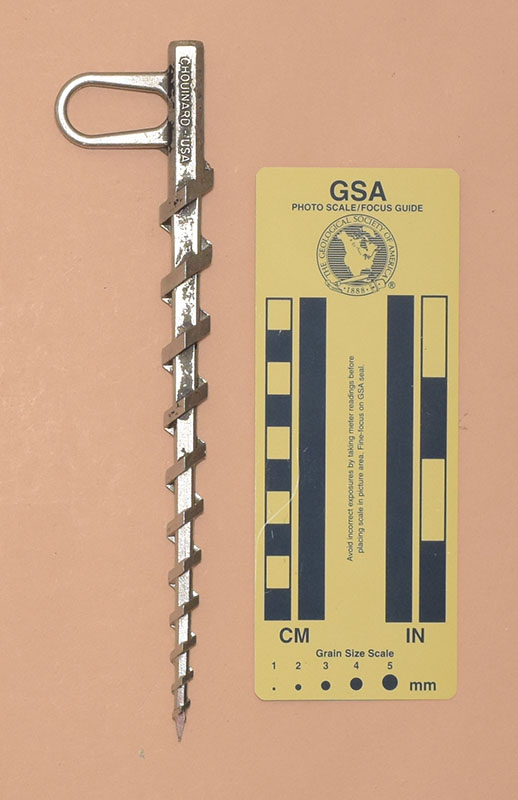 CHOUINARD - USA
GSA
PHOTO SCALE/FOCUS GUIDE
THE GEOLOGICAL SOCIETY OF AMERICA
• 1888 •
®
Avoid incorrect exposures by taking meter readings before
placing scale in picture area. Fine-focus on GSA seal.
CM IN
Grain Size Scale
1 2 3 4 5
mm